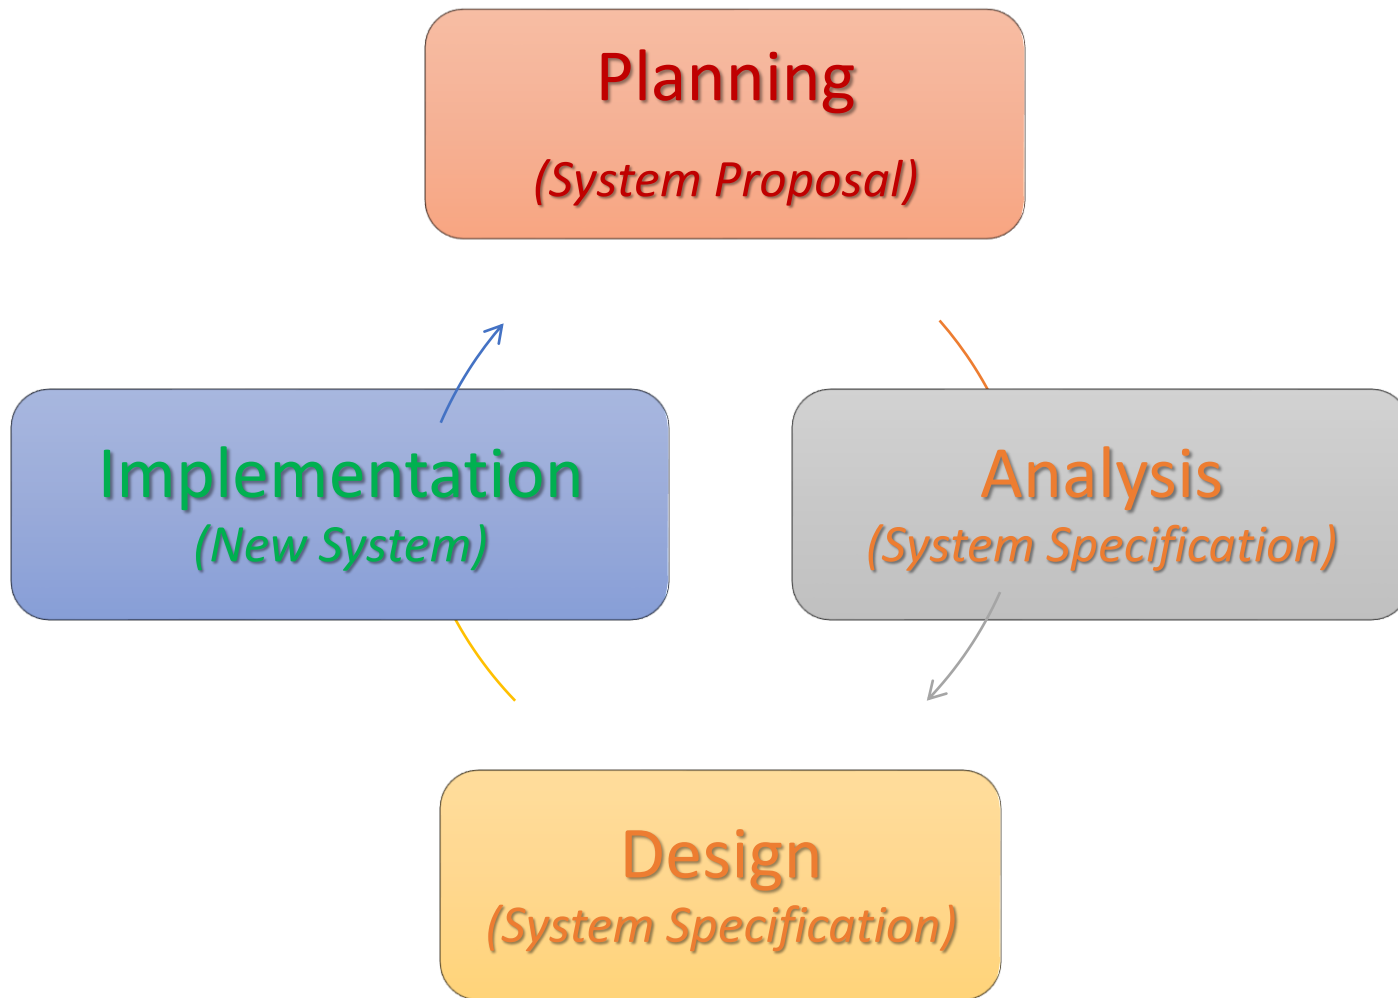 Planning
(System Proposal)
Implementation
(New System)
Analysis
(System Specification)
Design
(System Specification)